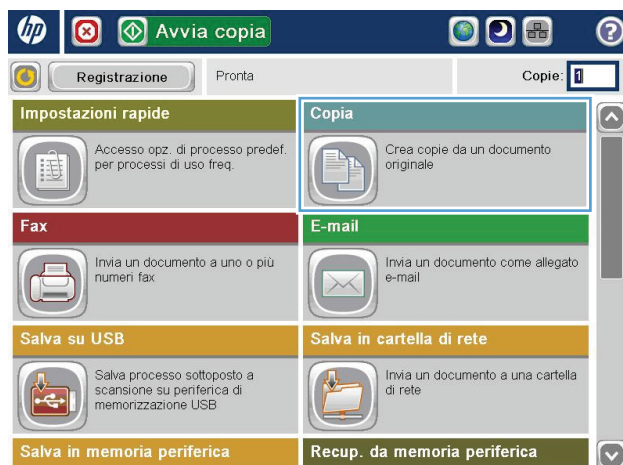 hp
Avvia copia
?
Registrazione
Pronta
Copie: 1
Impostazioni rapide
Copia
Accesso opz. di processo predef.
per processi di uso freq.
Crea copie da un documento
originale
Fax
E-mail
Invia un documento a uno o più
numeri fax
Invia un documento come allegato
e-mail
Salva su USB
Salva in cartella di rete
Salva processo sottoposto a
scansione su periferica di
memorizzazione USB
Invia un documento a una cartella
di rete
Salva in memoria periferica
Recup. da memoria periferica